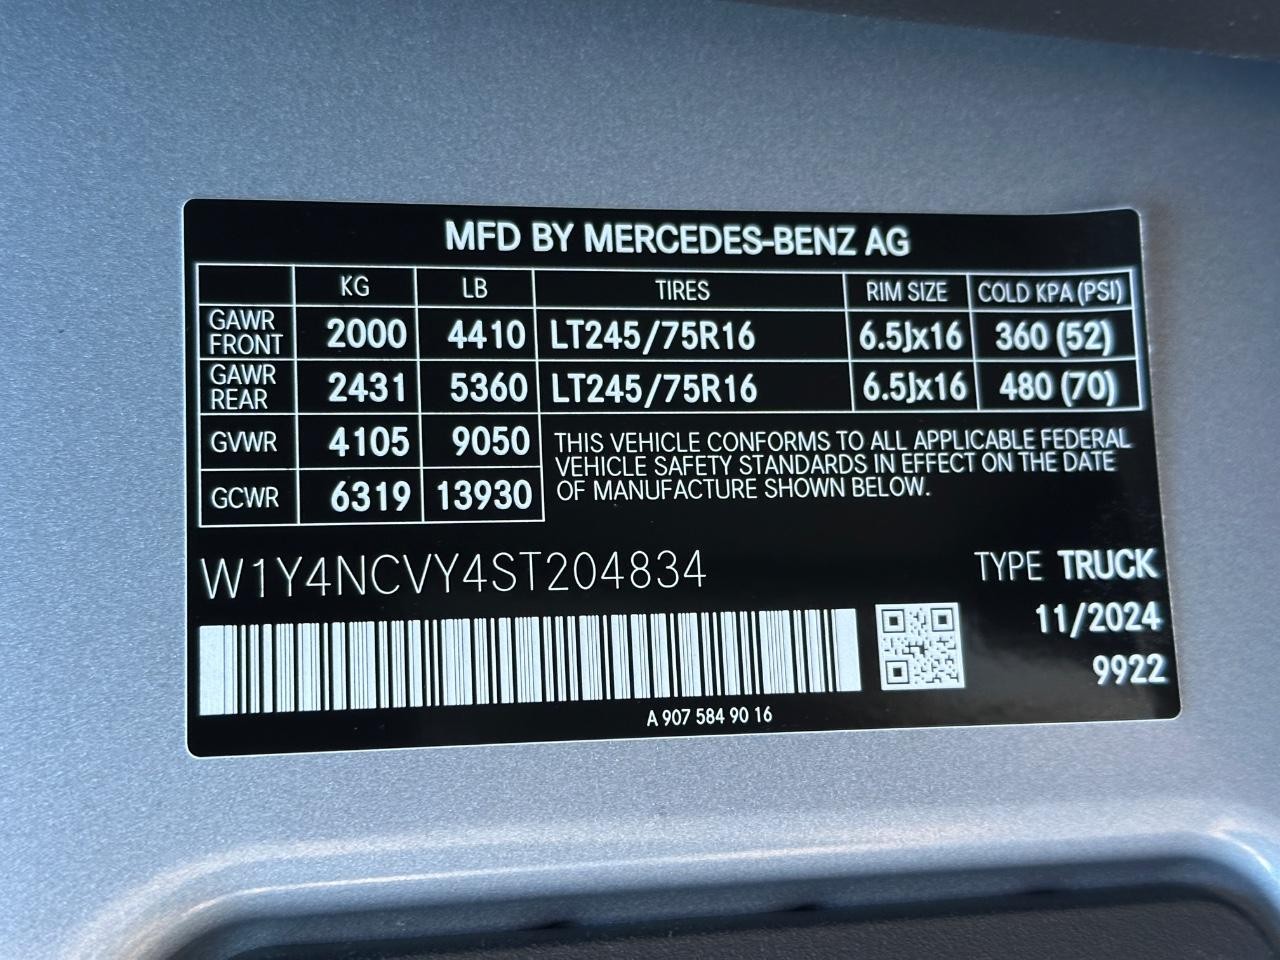 MFD BY MERCEDES-BENZ AG
KG LB TIRES RIM SIZE COLD KPA (PSI)
GAWR FRONT 2000 4410 LT245/75R16 6.5Jx16 360 (52)
GAWR REAR 2431 5360 LT245/75R16 6.5Jx16 480 (70)
GVWR 4105 9050
GCWR 6319 13930
THIS VEHICLE CONFORMS TO ALL APPLICABLE FEDERAL
VEHICLE SAFETY STANDARDS IN EFFECT ON THE DATE
OF MANUFACTURE SHOWN BELOW.
W1Y4NCVY4ST204834
TYPE TRUCK
11/2024
9922
A 907 584 90 16